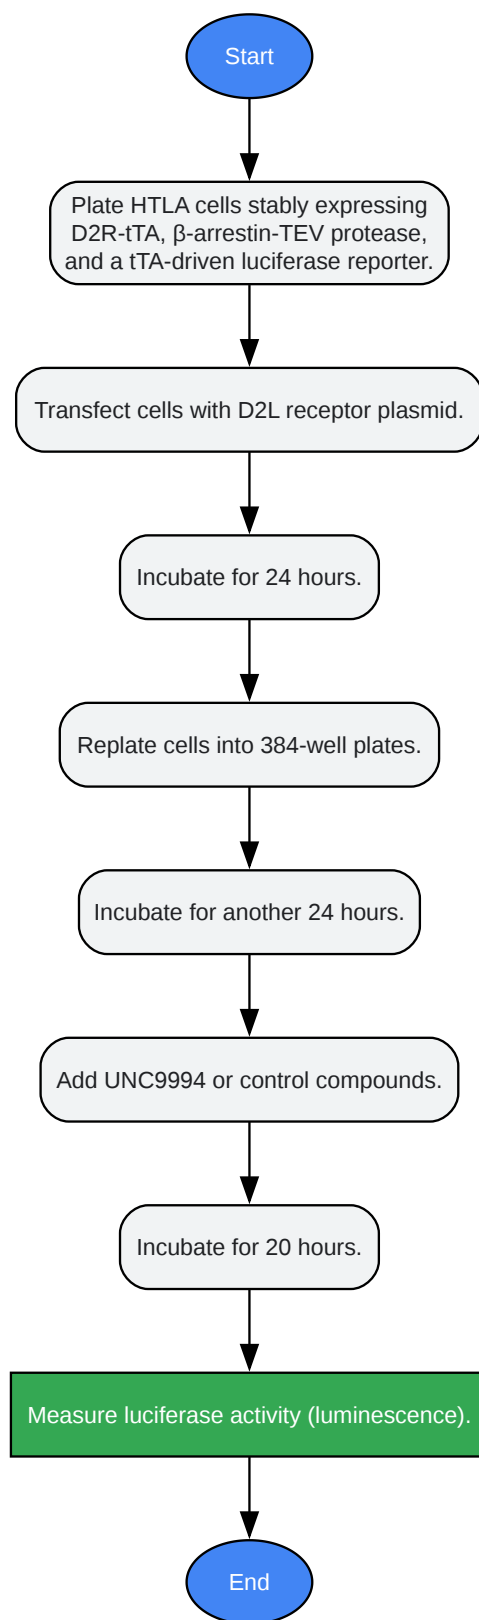 Start
Plate HTLA cells stably expressing
D2R-tTA, β-arrestin-TEV protease,
and a tTA-driven luciferase reporter.
Transfect cells with D2L receptor plasmid.
Incubate for 24 hours.
Replate cells into 384-well plates.
Incubate for another 24 hours.
Add UNC9994 or control compounds.
Incubate for 20 hours.
Measure luciferase activity (luminescence).
End